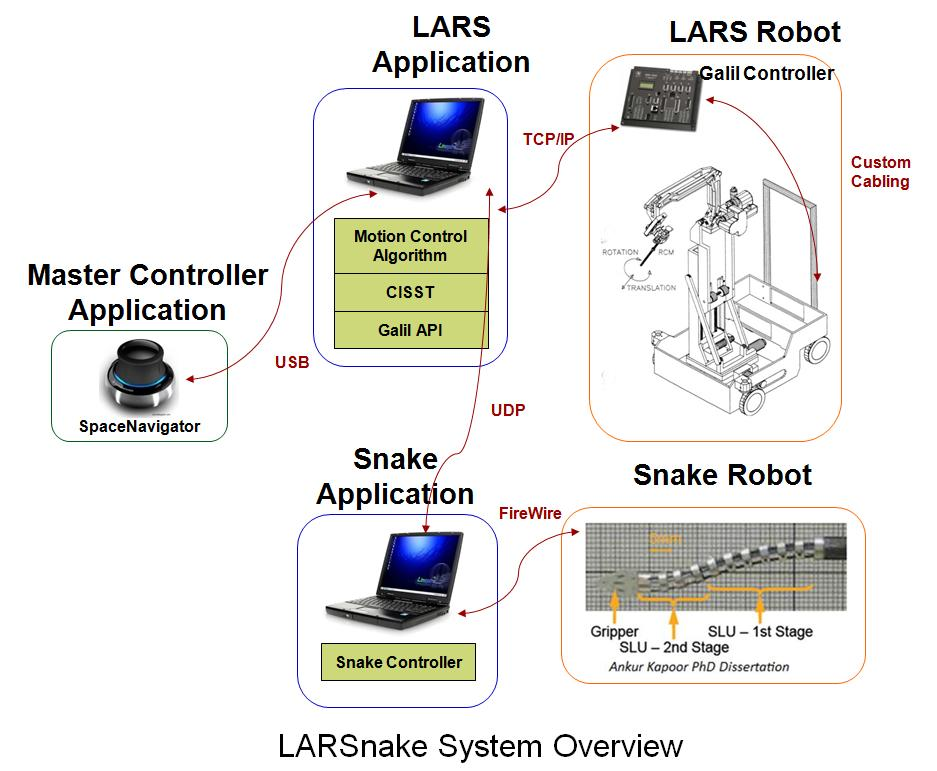 LARS
Application
LARS Robot
Galil Controller
TCP/IP
Custom
Cabling
Motion Control
Algorithm
CISST
Galil API
ROTATION
RCM
TRANSLATION
Master Controller
Application
USB
SpaceNavigator
UDP
Snake
Application
Snake Robot
FireWire
Snake Controller
Gripper
SLU – 1st Stage
SLU – 2nd Stage
Ankur Kapoor PhD Dissertation
LARSnake System Overview